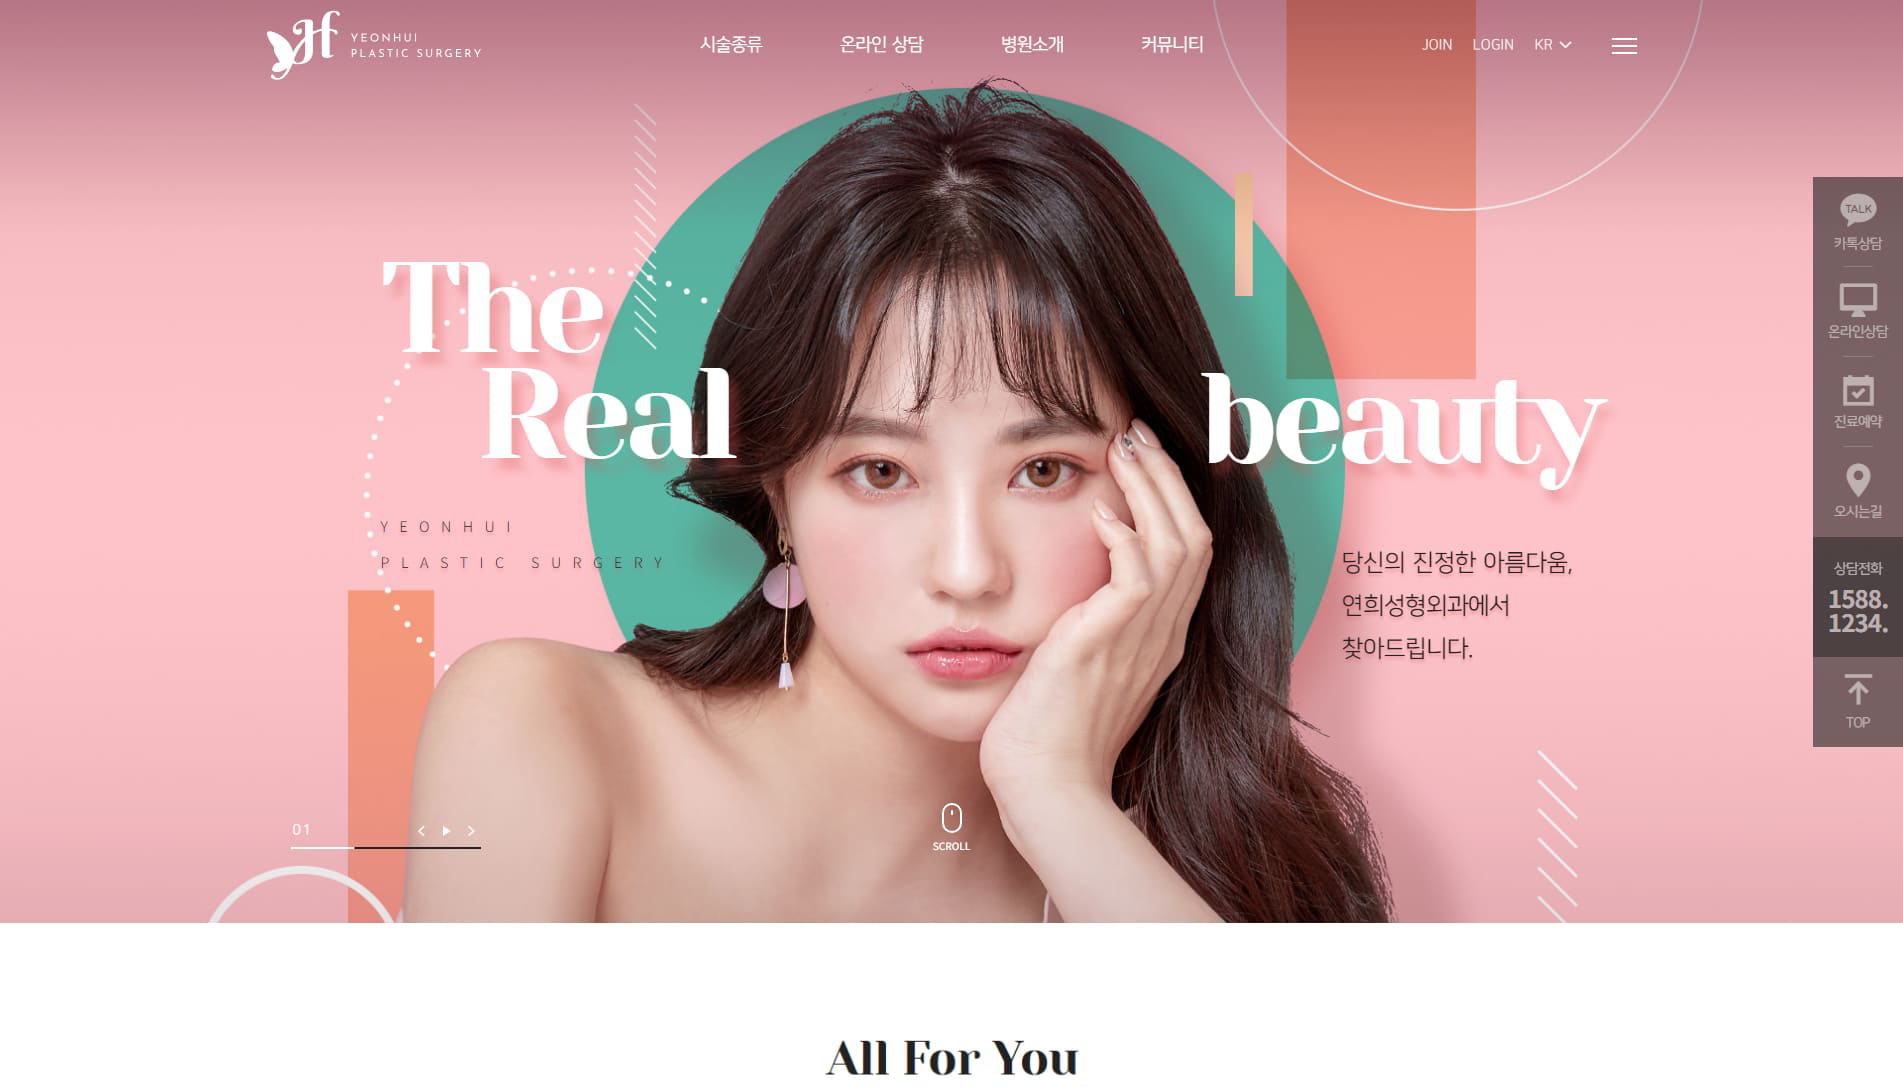 YEONHUI
PLASTIC SURGERY
시술종류
온라인 상담
병원소개
커뮤니티
JOIN
LOGIN
KR
The
Real
beauty
YEONHUI
PLASTIC SURGERY
당신의 진정한 아름다움,
연희성형외과에서
찾아드립니다.
TALK
카톡상담
온라인상담
진료예약
오시는길
상담전화
1588.
1234.
TOP
01
SCROLL
All For You